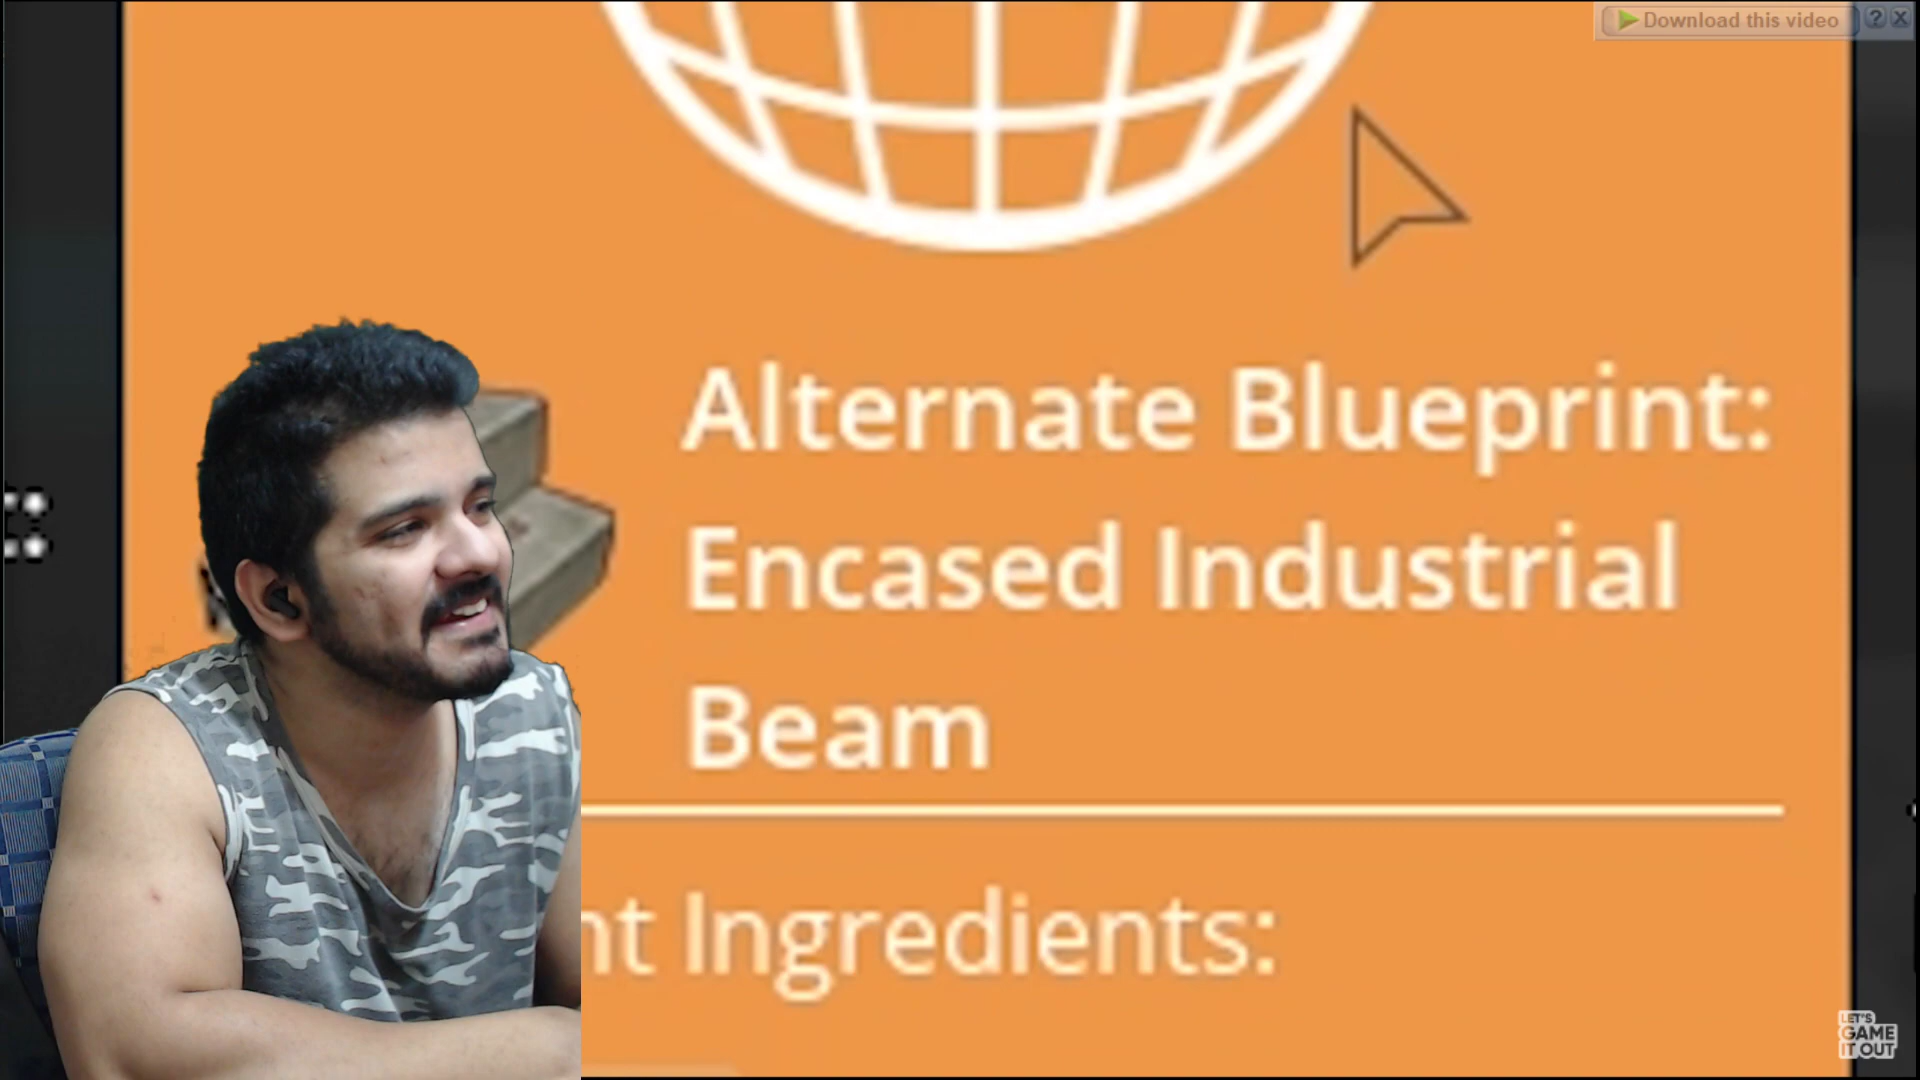 Download this video
Alternate Blueprint:
Encased Industrial
Beam
nt Ingredients:
LET'S
GAME
IT OUT